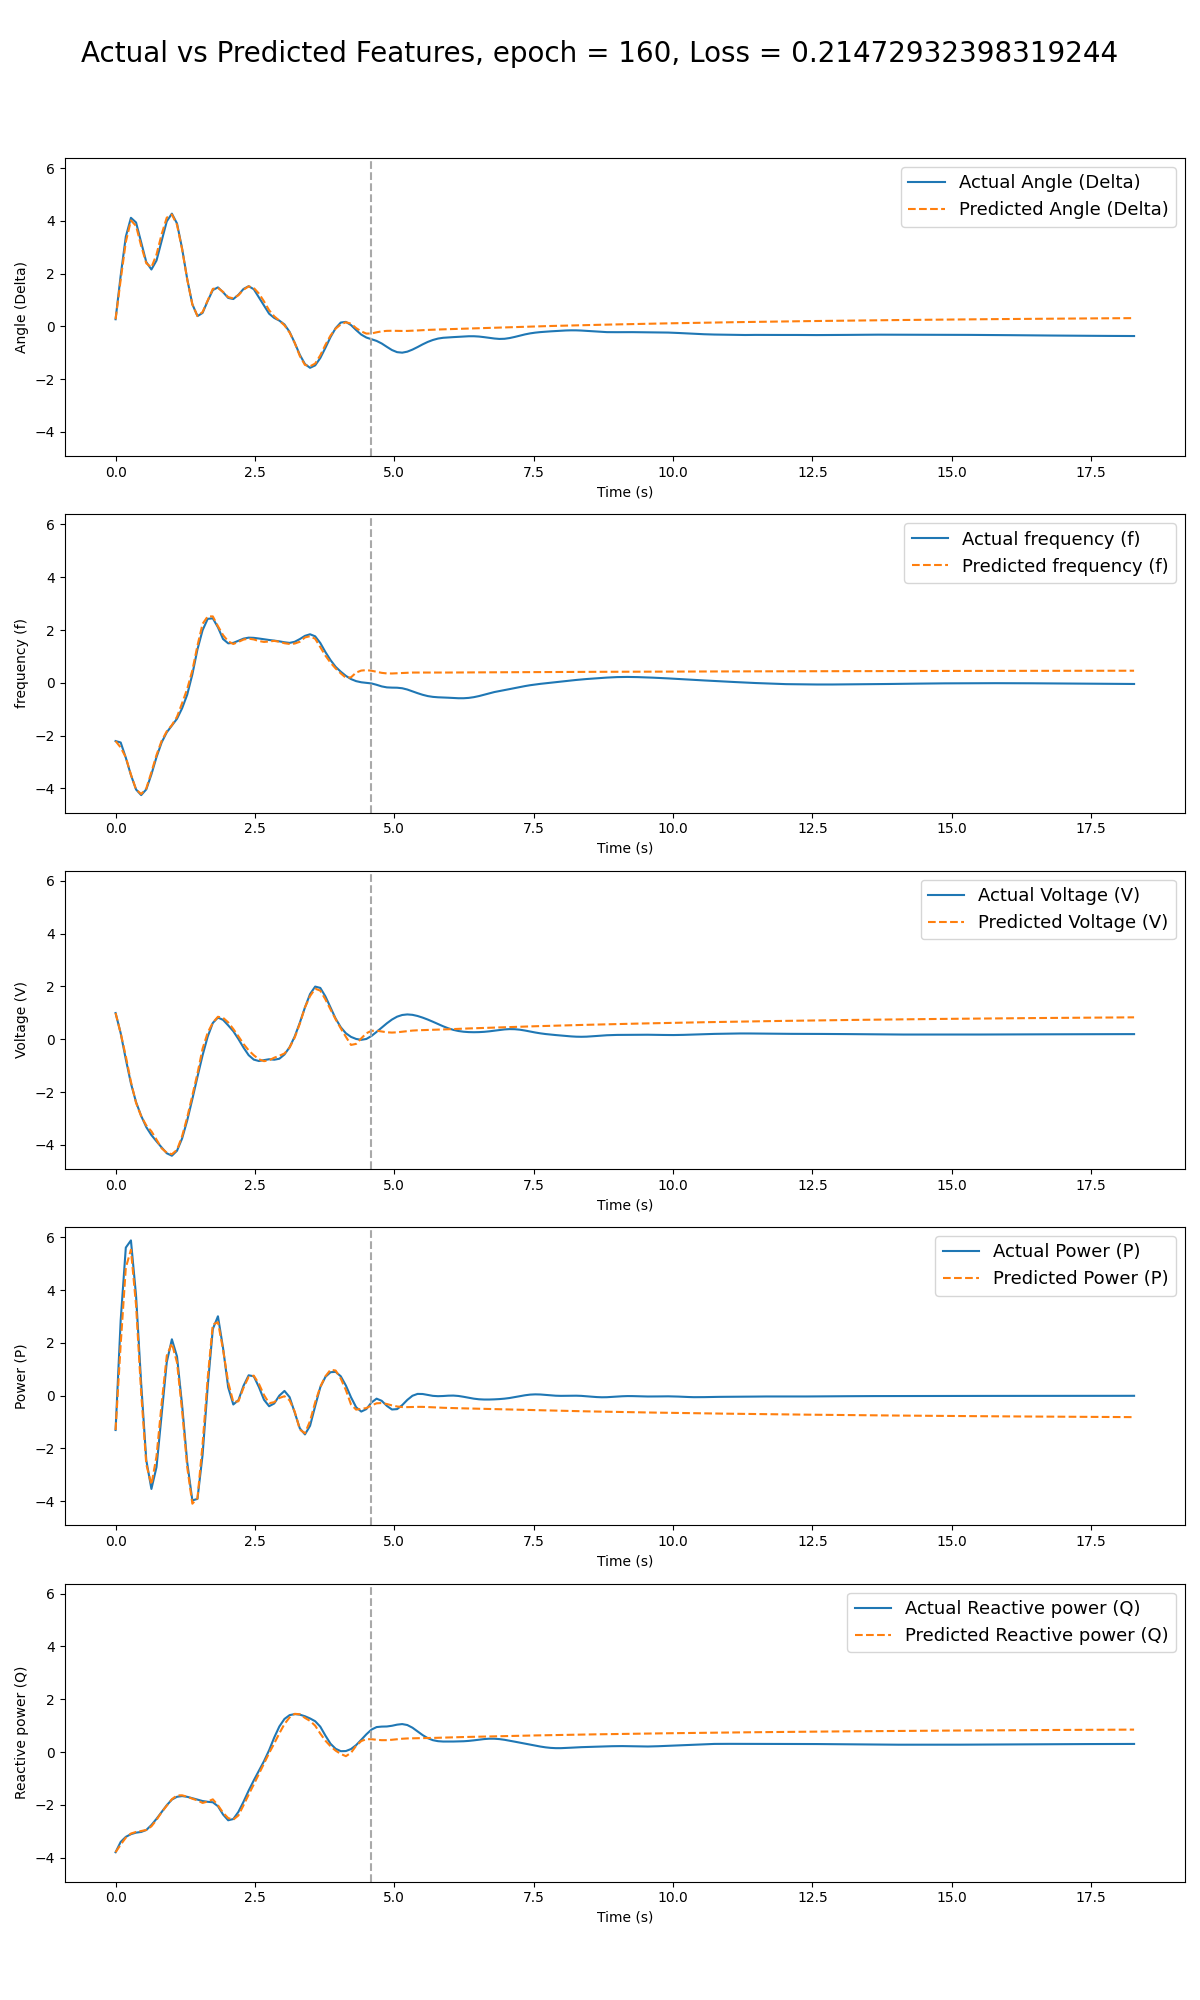 Actual vs Predicted Features, epoch = 160, Loss = 0.21472932398319244
6
4
2
0
−2
−4
Angle (Delta)
Actual Angle (Delta)
Predicted Angle (Delta)
0.0 2.5 5.0 7.5 10.0 12.5 15.0 17.5
Time (s)
6
4
2
0
−2
−4
frequency (f)
Actual frequency (f)
Predicted frequency (f)
0.0 2.5 5.0 7.5 10.0 12.5 15.0 17.5
Time (s)
6
4
2
0
−2
−4
Voltage (V)
Actual Voltage (V)
Predicted Voltage (V)
0.0 2.5 5.0 7.5 10.0 12.5 15.0 17.5
Time (s)
6
4
2
0
−2
−4
Power (P)
Actual Power (P)
Predicted Power (P)
0.0 2.5 5.0 7.5 10.0 12.5 15.0 17.5
Time (s)
6
4
2
0
−2
−4
Reactive power (Q)
Actual Reactive power (Q)
Predicted Reactive power (Q)
0.0 2.5 5.0 7.5 10.0 12.5 15.0 17.5
Time (s)